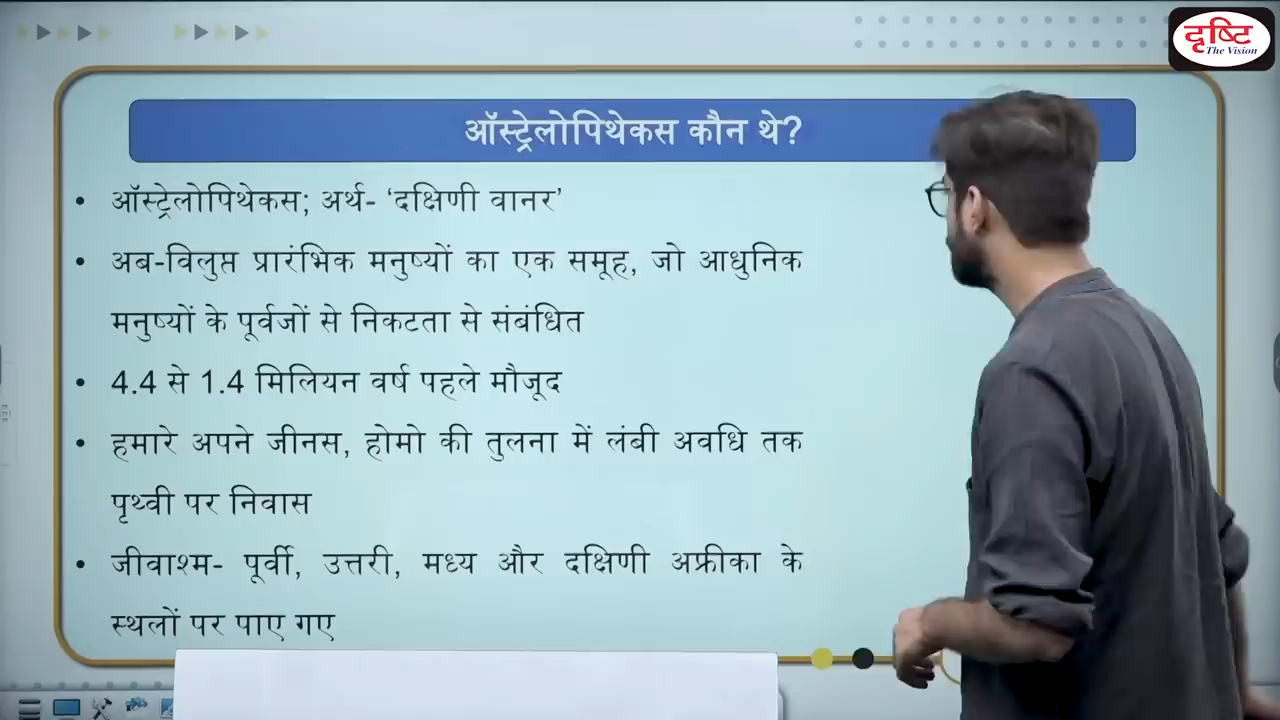 दृष्टि
The Vision
ऑस्ट्रेलोपिथेकस कौन थे?
• ऑस्ट्रेलोपिथेकस; अर्थ- ‘दक्षिणी वानर’
• अब-विलुप्त प्रारंभिक मनुष्यों का एक समूह, जो आधुनिक
मनुष्यों के पूर्वजों से निकटता से संबंधित
• 4.4 से 1.4 मिलियन वर्ष पहले मौजूद
• हमारे अपने जीनस, होमो की तुलना में लंबी अवधि तक
पृथ्वी पर निवास
• जीवाश्म- पूर्वी, उत्तरी, मध्य और दक्षिणी अफ्रीका के
स्थलों पर पाए गए